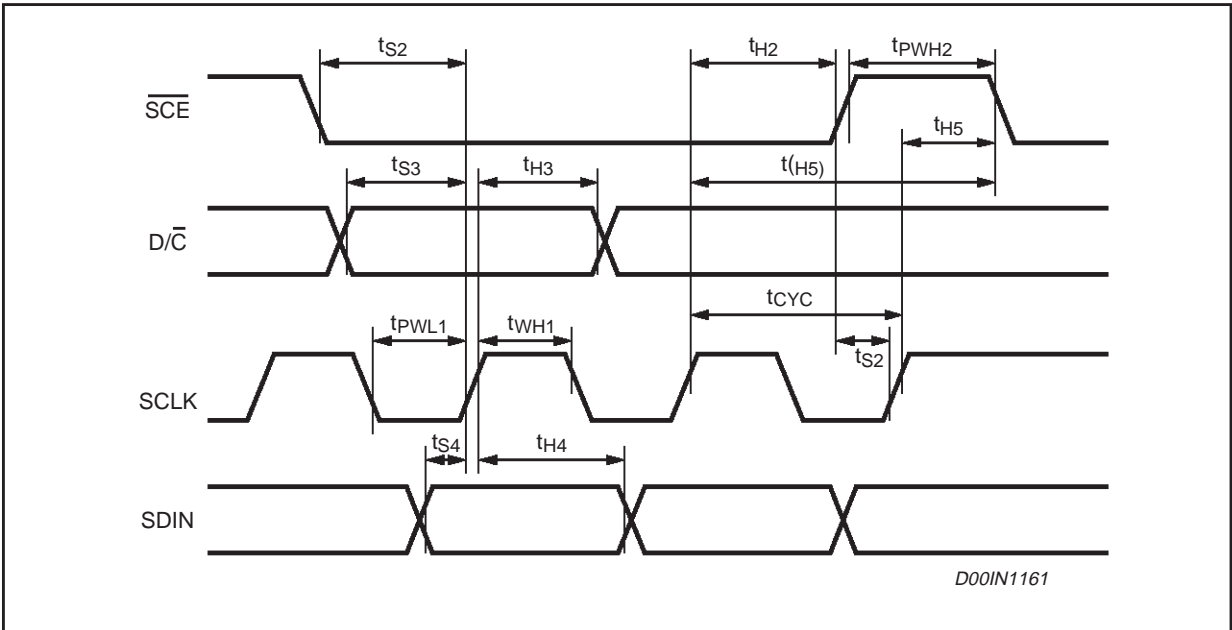 tS2
tH2
tPWH2
SCE
tH5
tS3
tH3
t(H5)
D/C
tCYC
tPWL1
tWH1
tS2
SCLK
tS4
tH4
SDIN
D00IN1161